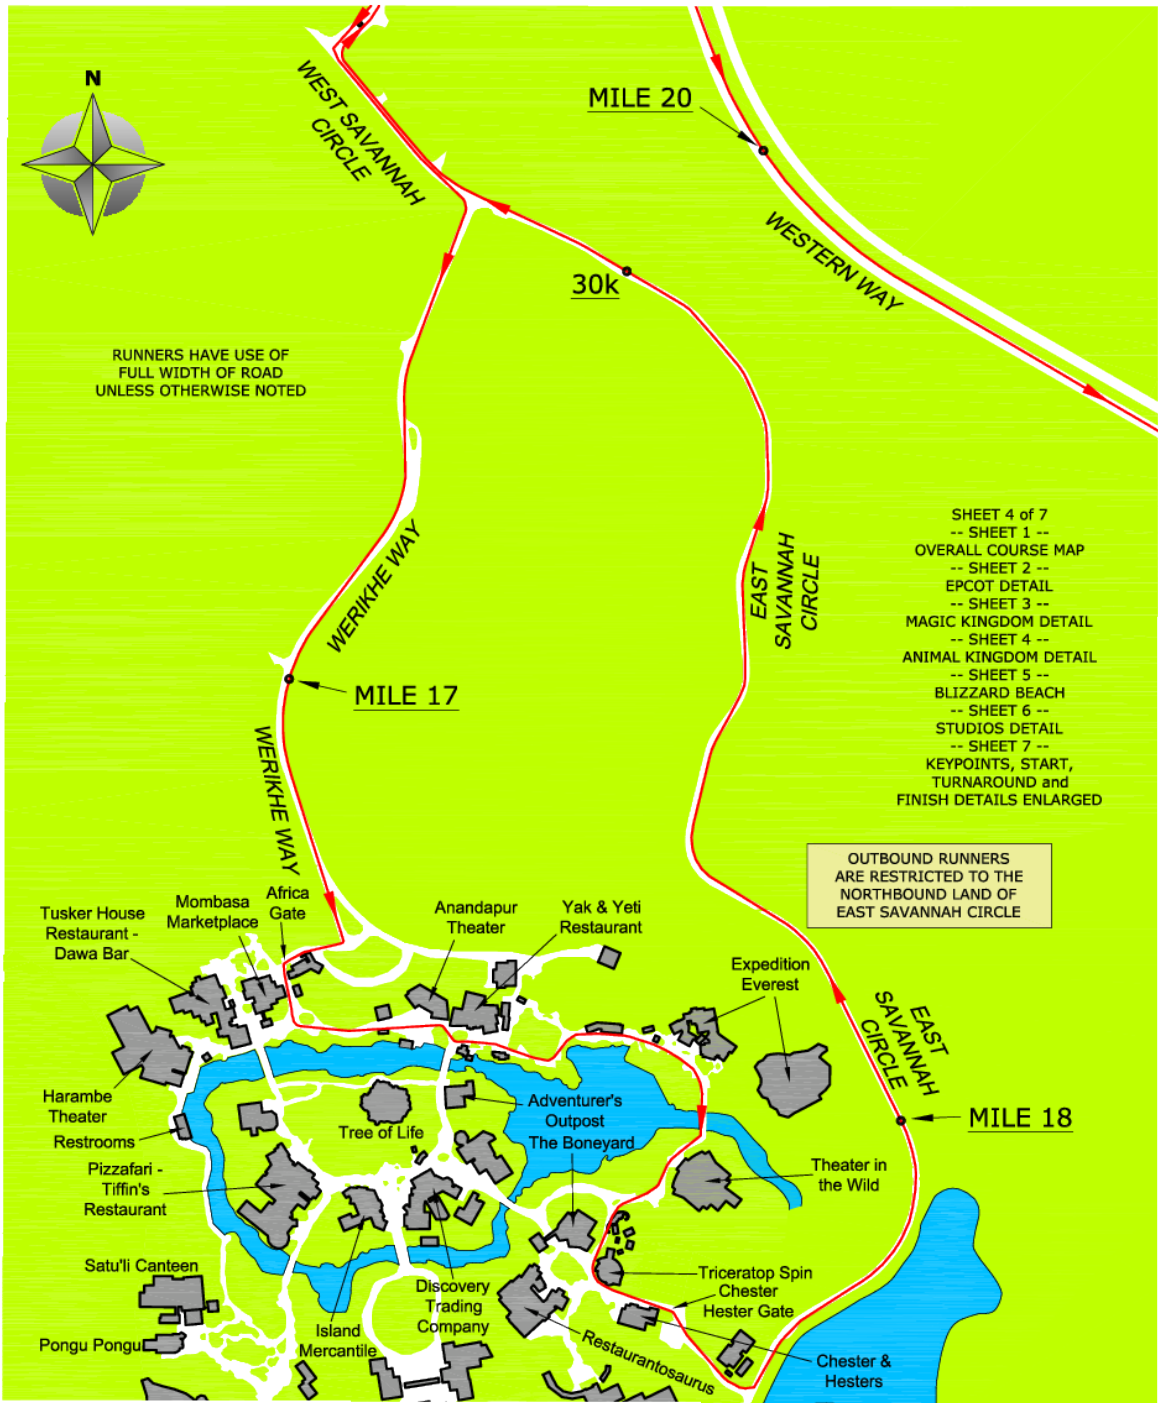 N
WEST SAVANNAH
CIRCLE
MILE 20
WESTERN WAY
30k
RUNNERS HAVE USE OF
FULL WIDTH OF ROAD
UNLESS OTHERWISE NOTED
WERIKHE WAY
EAST
SAVANNAH
CIRCLE
SHEET 4 of 7
-- SHEET 1 --
OVERALL COURSE MAP
-- SHEET 2 --
EPCOT DETAIL
-- SHEET 3 --
MAGIC KINGDOM DETAIL
-- SHEET 4 --
ANIMAL KINGDOM DETAIL
-- SHEET 5 --
BLIZZARD BEACH
-- SHEET 6 --
STUDIOS DETAIL
-- SHEET 7 --
KEYPOINTS, START,
TURNAROUND and
FINISH DETAILS ENLARGED
MILE 17
WERIKHE WAY
OUTBOUND RUNNERS
ARE RESTRICTED TO THE
NORTHBOUND LAND OF
EAST SAVANNAH CIRCLE
Tusker House
Restaurant -
Dawa Bar
Mombasa
Marketplace
Africa
Gate
Anandapur
Theater
Yak & Yeti
Restaurant
Expedition
Everest
EAST
SAVANNAH
CIRCLE
MILE 18
Harambe
Theater
Restrooms
Pizzafari -
Tiffin's
Restaurant
Tree of Life
Adventurer's
Outpost
The Boneyard
Theater in
the Wild
Satu'li Canteen
Pongu Pongu
Island
Mercantile
Discovery
Trading
Company
Triceratop Spin
Chester
Hester Gate
Restaurantosaurus
Chester &
Hesters